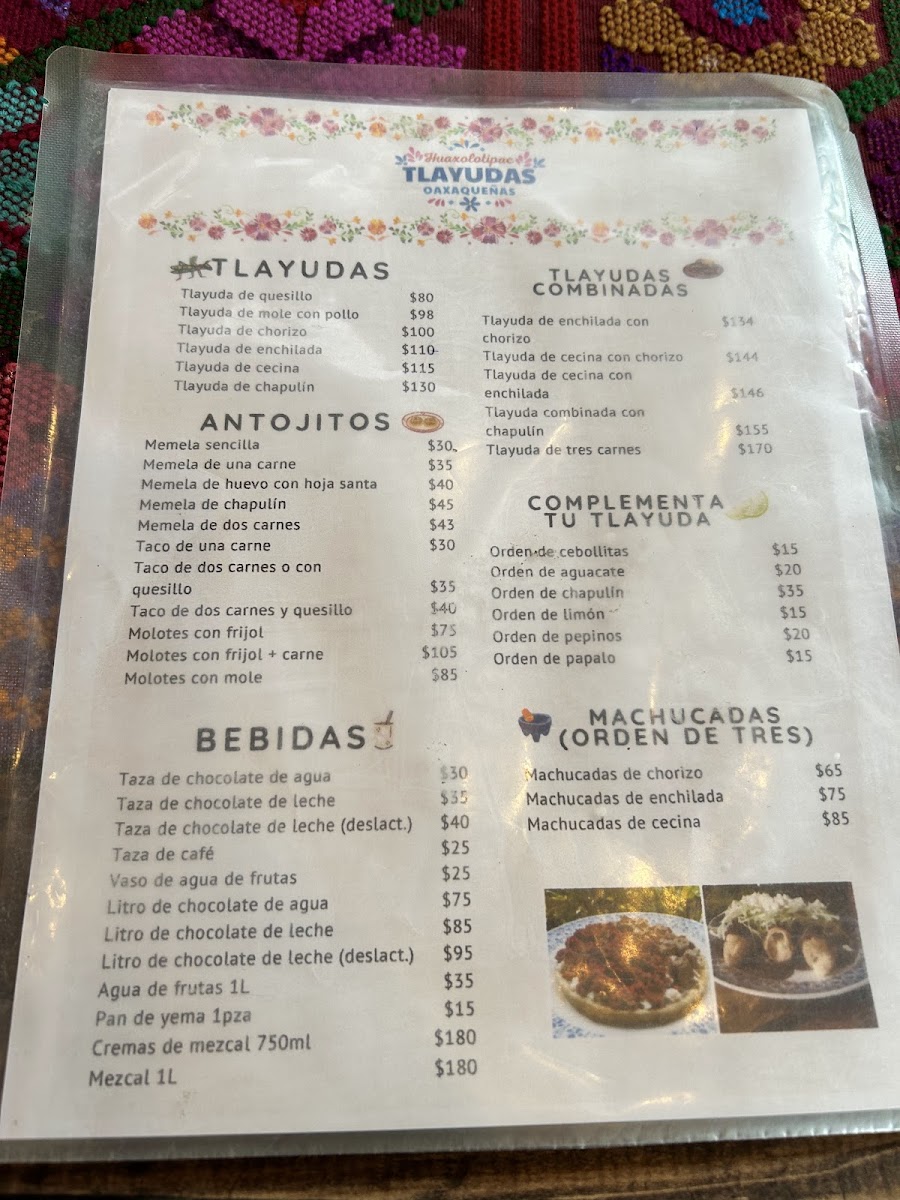 Huaxololipac
TLAYUDAS
OAXAQUEÑAS
TLAYUDAS
Tlayuda de quesillo $80
Tlayuda de mole con pollo $98
Tlayuda de chorizo $100
Tlayuda de enchilada $110
Tlayuda de cecina $115
Tlayuda de chapulín $130
ANTOJITOS
Memela sencilla $30
Memela de una carne $35
Memela de huevo con hoja santa $40
Memela de chapulín $45
Memela de dos carnes $43
Taco de una carne $30
Taco de dos carnes o con
quesillo $35
Taco de dos carnes y quesillo $40
Molotes con frijol $75
Molotes con frijol + carne $105
Molotes con mole $85
BEBIDAS
Taza de chocolate de agua $30
Taza de chocolate de leche $35
Taza de chocolate de leche (deslact.) $40
Taza de café $25
Vaso de agua de frutas $25
Litro de chocolate de agua $75
Litro de chocolate de leche $85
Litro de chocolate de leche (deslact.) $95
Agua de frutas 1L $35
Pan de yema 1pza $15
Cremas de mezcal 750ml $180
Mezcal 1L $180
TLAYUDAS
COMBINADAS
Tlayuda de enchilada con $134
chorizo
Tlayuda de cecina con chorizo $144
Tlayuda de cecina con
enchilada $146
Tlayuda combinada con
chapulín $155
Tlayuda de tres carnes $170
COMPLEMENTA
TU TLAYUDA
Orden de cebollitas $15
Orden de aguacate $20
Orden de chapulín $35
Orden de limón $15
Orden de pepinos $20
Orden de papalo $15
MACHUCADAS
(ORDEN DE TRES)
Machucadas de chorizo $65
Machucadas de enchilada $75
Machucadas de cecina $85